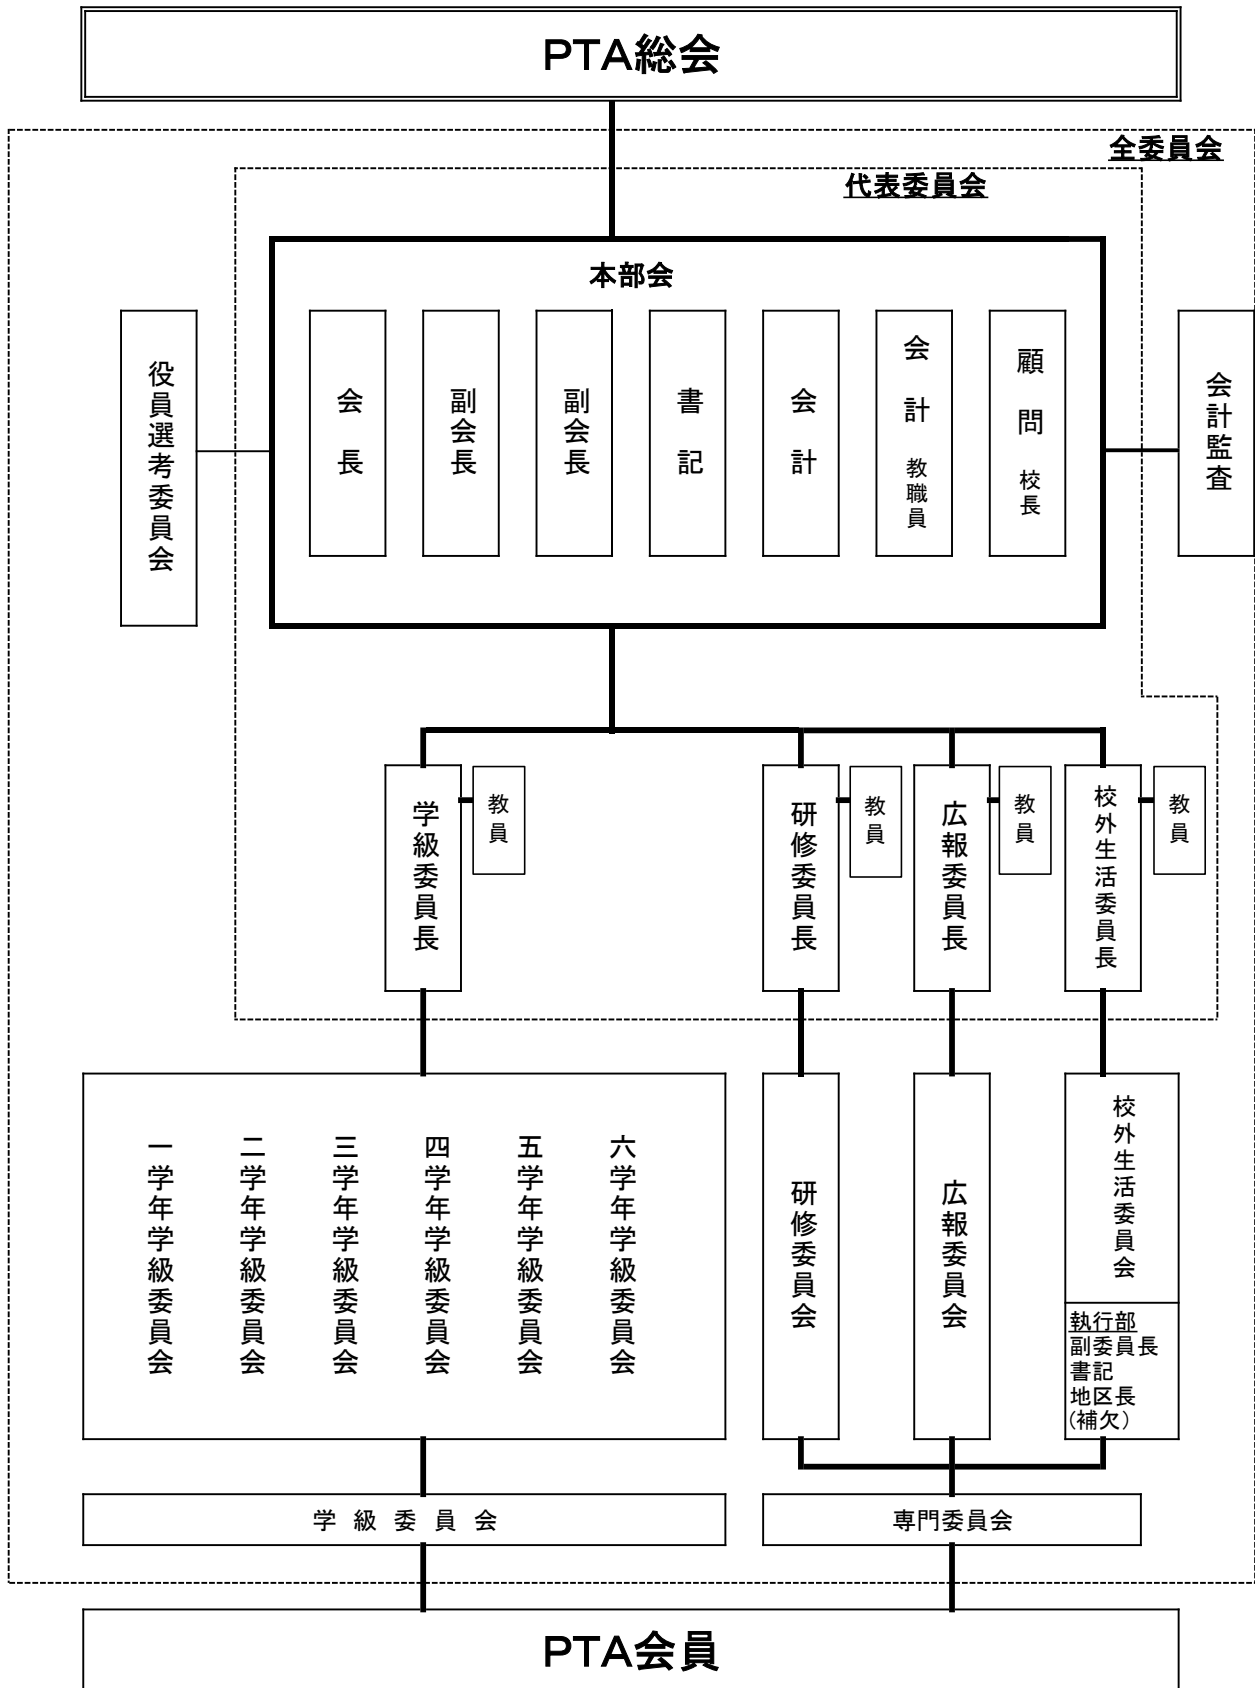 PTA総会
全委員会
代表委員会
本部会
役員選考委員会
会長
副会長
副会長
書記
会計
会計 教職員
顧問 校長
会計監査
学級委員長
教員
研修委員長
教員
広報委員長
教員
校外生活委員長
教員
一学年学級委員会
二学年学級委員会
三学年学級委員会
四学年学級委員会
五学年学級委員会
六学年学級委員会
研修委員会
広報委員会
校外生活委員会
執行部
副委員長
書記
地区長
(補欠)
学級委員会
専門委員会
PTA会員